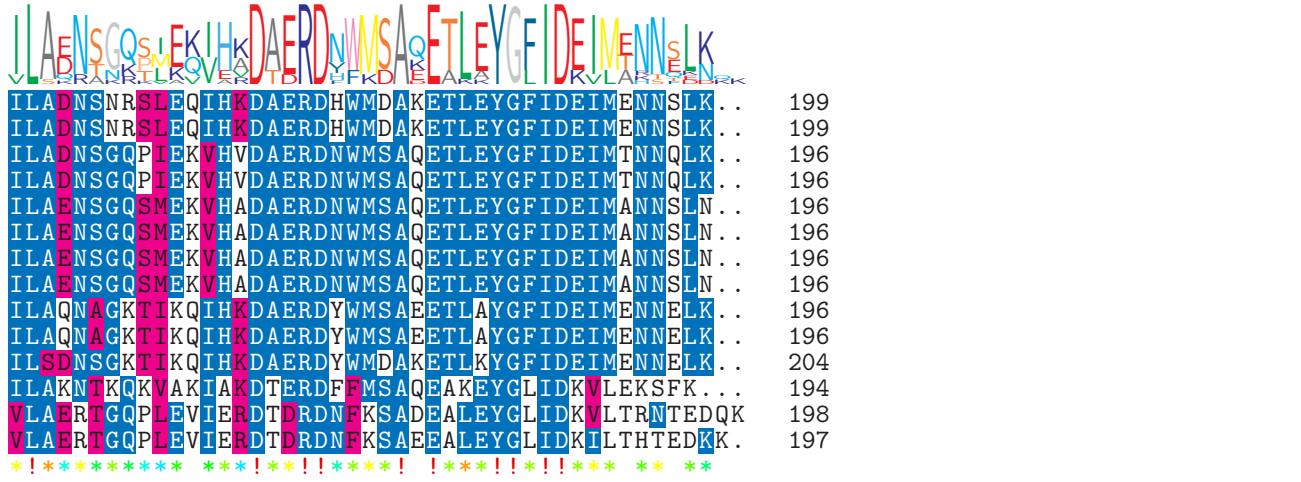 ILADNSNRSLEQIHKDAERDHWMDAKETLEYGFIDEIMENNSLK.. 199
ILADNSNRSLEQIHKDAERDHWMDAKETLEYGFIDEIMENNSLK.. 199
ILADNSGQPIEKVHVDAERDNWMSAQETLEYGFIDEIMTNNQLK.. 196
ILADNSGQPIEKVHVDAERDNWMSAQETLEYGFIDEIMTNNQLK.. 196
ILAENSGQSMEKVHADAERDNWMSAQETLEYGFIDEIMANNSLN.. 196
ILAENSGQSMEKVHADAERDNWMSAQETLEYGFIDEIMANNSLN.. 196
ILAENSGQSMEKVHADAERDNWMSAQETLEYGFIDEIMANNSLN.. 196
ILAENSGQSMEKVHADAERDNWMSAQETLEYGFIDEIMANNSLN.. 196
ILAQNAGKTIKQIHKDAERDYWMSAEETLAYGFIDEIMENNELK.. 196
ILAQNAGKTIKQIHKDAERDYWMSAEETLAYGFIDEIMENNELK.. 196
ILSDNSGKTIKQIHKDAERDYWMDAKETLKYGFIDEIMENNELK.. 204
ILAKNTKQKVAKIAKDTERDFFMSAQEAKEYGLIDKVLEKSFK... 194
VLAERTGQPLEVIERDTDRDNFKSADEALEYGLIDKVLTRNTEDQK 198
VLAERTGQPLEVIERDTDRDNFKSAEEALEYGLIDKILTHTEDKK. 197
*!********* ***!**!!****! !***!!*!!*** ** **